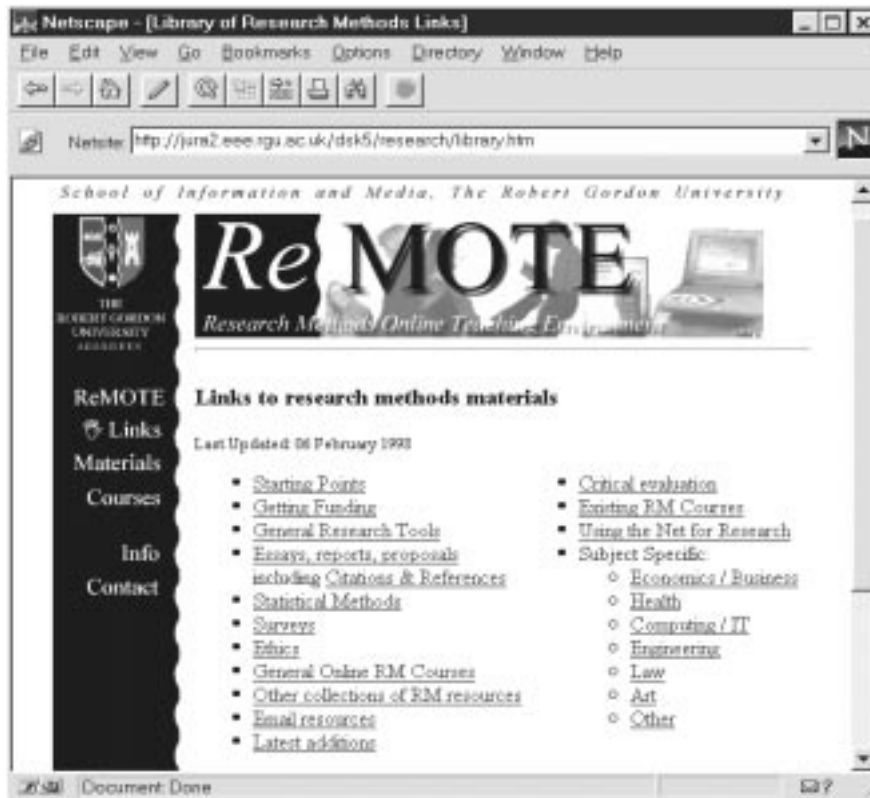 Netscape - [Library of Research Methods Links]
File Edit View Go Bookmarks Options Directory Window Help
Netsite: http://jura2.eee.rgu.ac.uk/dsk5/research/library.htm
N
School of Information and Media, The Robert Gordon University
THE
ROBERT GORDON
UNIVERSITY
ABERDEEN
ReMOTE
Research Methods Online Teaching Environment
ReMOTE
Links
Materials
Courses
Info
Contact
Links to research methods materials
Last Updated: 06 February 1998
Starting Points
Getting Funding
General Research Tools
Essays, reports, proposals
including Citations & References
Statistical Methods
Surveys
Ethics
General Online RM Courses
Other collections of RM resources
Email resources
Latest additions
Critical evaluation
Existing RM Courses
Using the Net for Research
Subject Specific:
Economics / Business
Health
Computing / IT
Engineering
Law
Art
Other
Document: Done
?